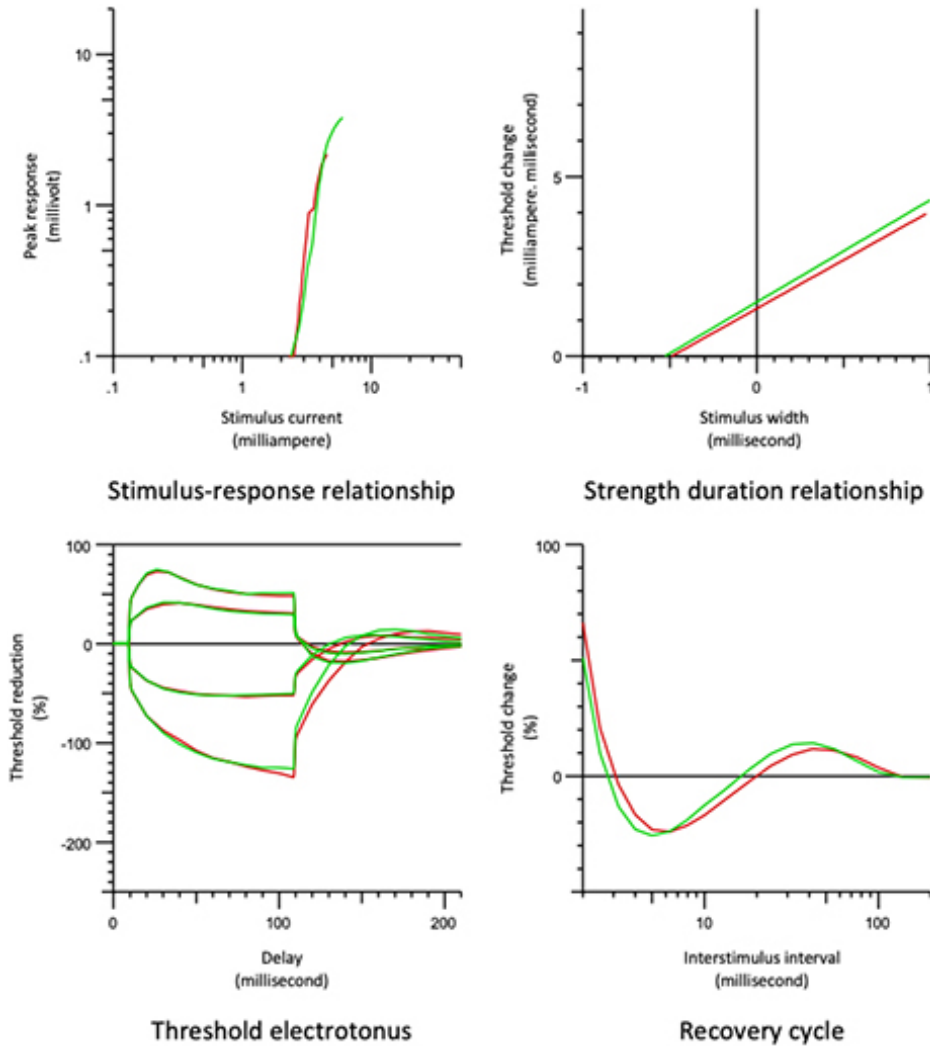 20
10
1
.1
Peak response
(millivolt)
.1
1
10
Stimulus current
(milliampere)
Stimulus-response relationship
5
0
Threshold change
(milliampere. millisecond)
-1
0
1
Stimulus width
(millisecond)
Strength duration relationship
100
0
-100
-200
Threshold reduction
(%)
0
100
200
Delay
(millisecond)
Threshold electrotonus
100
0
Threshold change
(%)
10
100
Interstimulus interval
(millisecond)
Recovery cycle